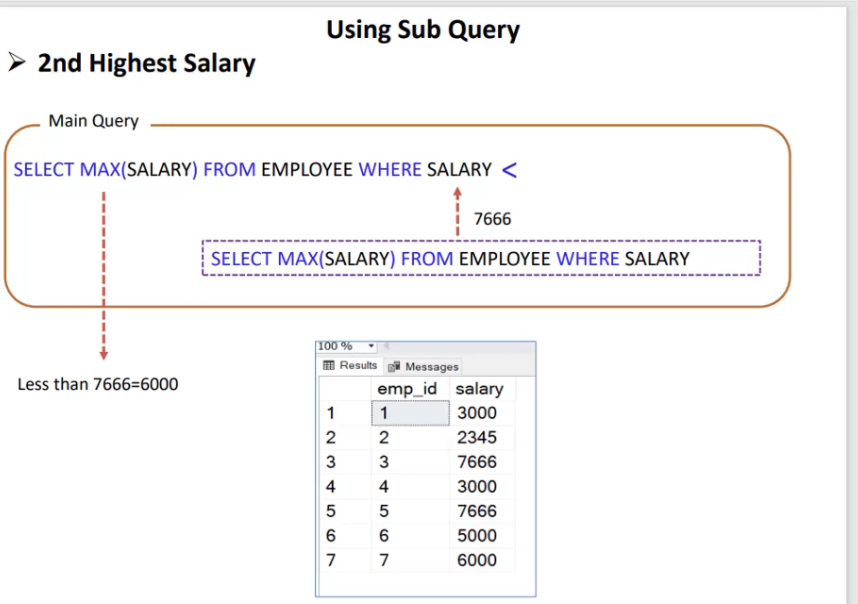 Using Sub Query
➢ 2nd Highest Salary
Main Query
SELECT MAX(SALARY) FROM EMPLOYEE WHERE SALARY <
7666
SELECT MAX(SALARY) FROM EMPLOYEE WHERE SALARY
Less than 7666=6000
100 %
Results Messages
emp_id salary
1 1 3000
2 2 2345
3 3 7666
4 4 3000
5 5 7666
6 6 5000
7 7 6000